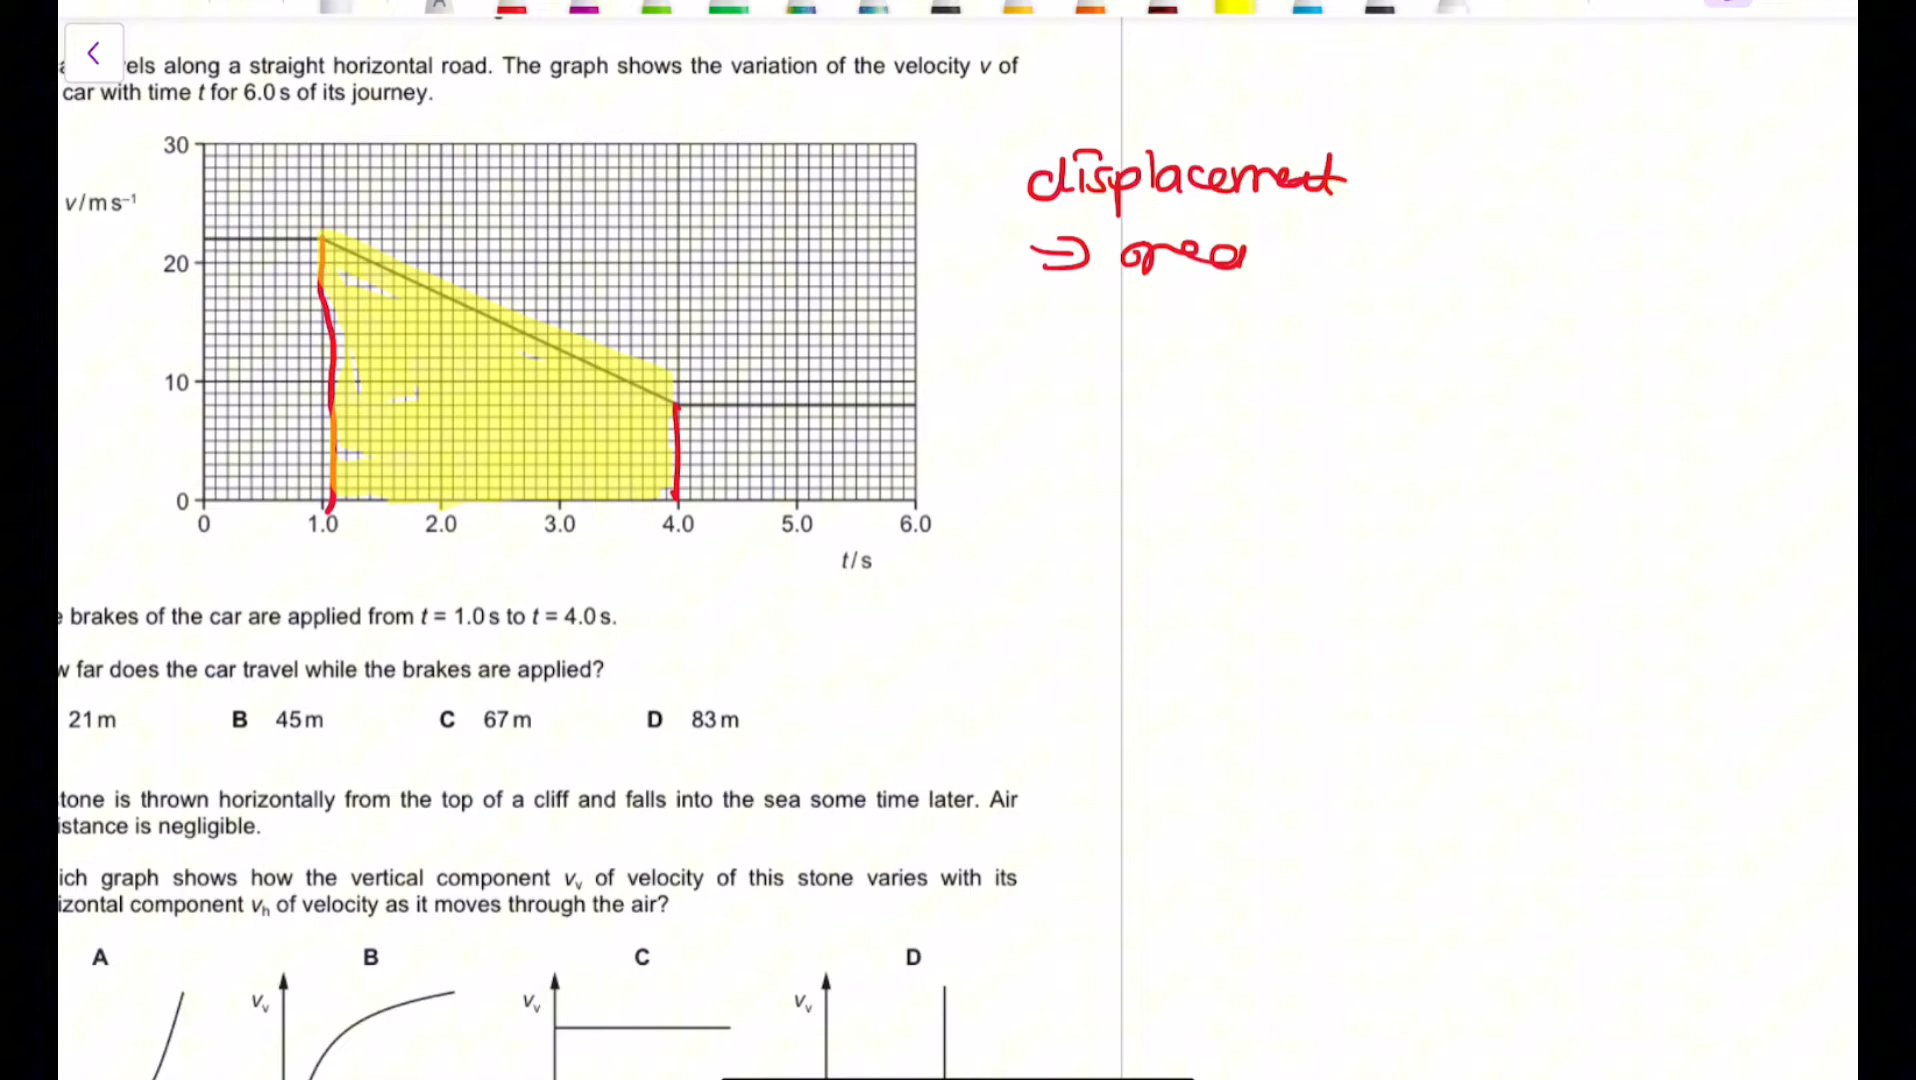 els along a straight horizontal road. The graph shows the variation of the velocity v of
car with time t for 6.0 s of its journey.
30
v/m s⁻¹
20
10
0
0 1.0 2.0 3.0 4.0 5.0 6.0
t/s
displacement
⇒ area
brakes of the car are applied from t = 1.0 s to t = 4.0 s.
w far does the car travel while the brakes are applied?
21 m B 45 m C 67 m D 83 m
tone is thrown horizontally from the top of a cliff and falls into the sea some time later. Air
istance is negligible.
ich graph shows how the vertical component vᵥ of velocity of this stone varies with its
izontal component vₕ of velocity as it moves through the air?
A B C D
vᵥ vᵥ vᵥ